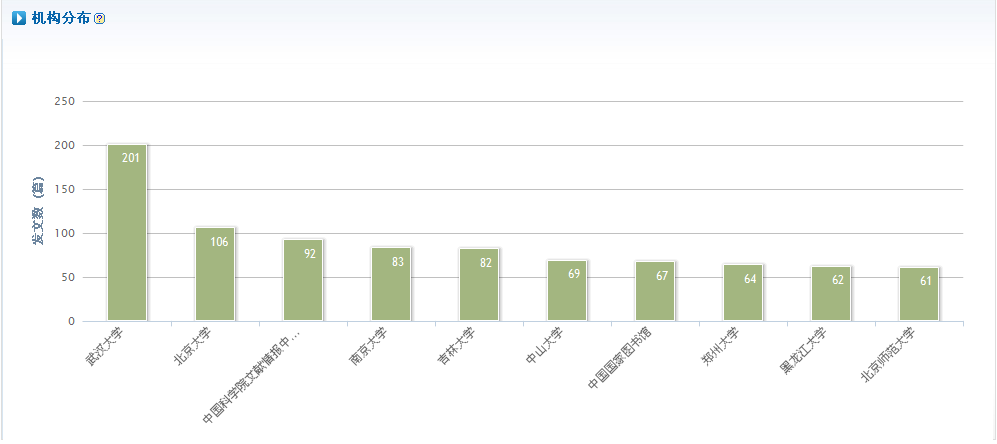 机构分布
250
200
150
100
50
0
发文数（篇）
201
106
92
83
82
69
67
64
62
61
武汉大学
北京大学
中国科学院文献情报中...
南京大学
吉林大学
中山大学
中国国家图书馆
郑州大学
黑龙江大学
北京师范大学